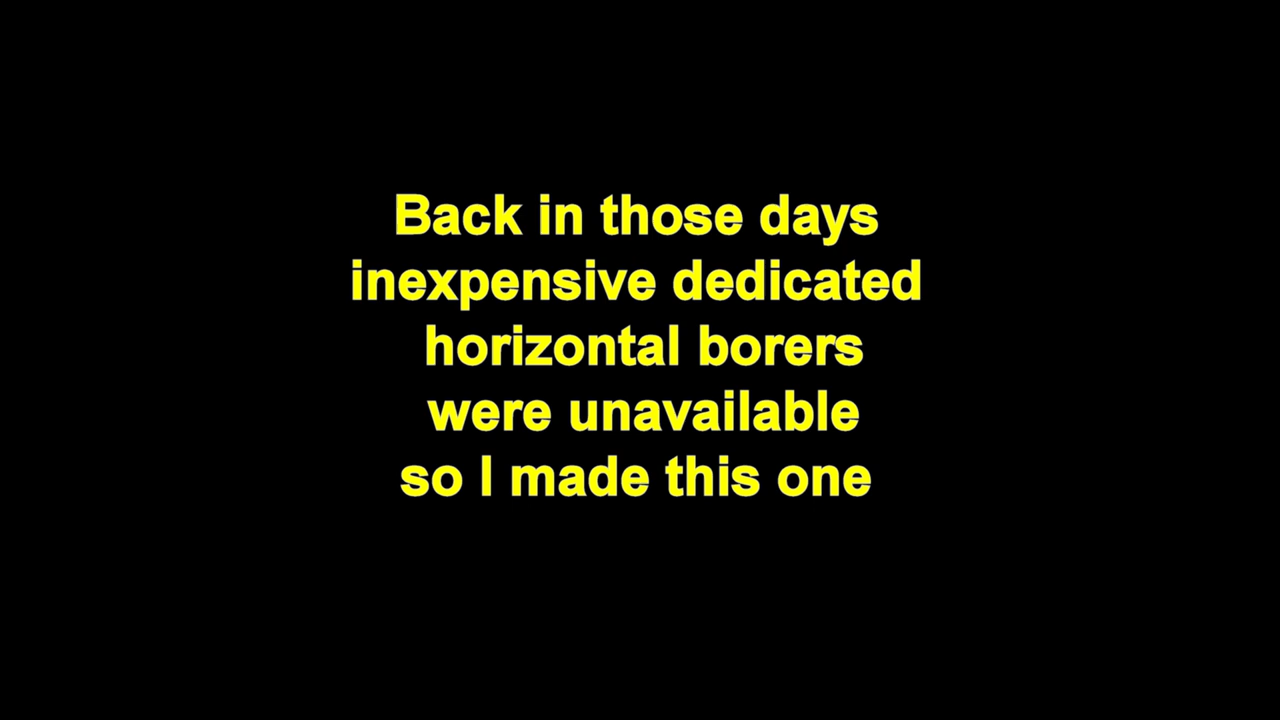 Back in those days
inexpensive dedicated
horizontal borers
were unavailable
so I made this one